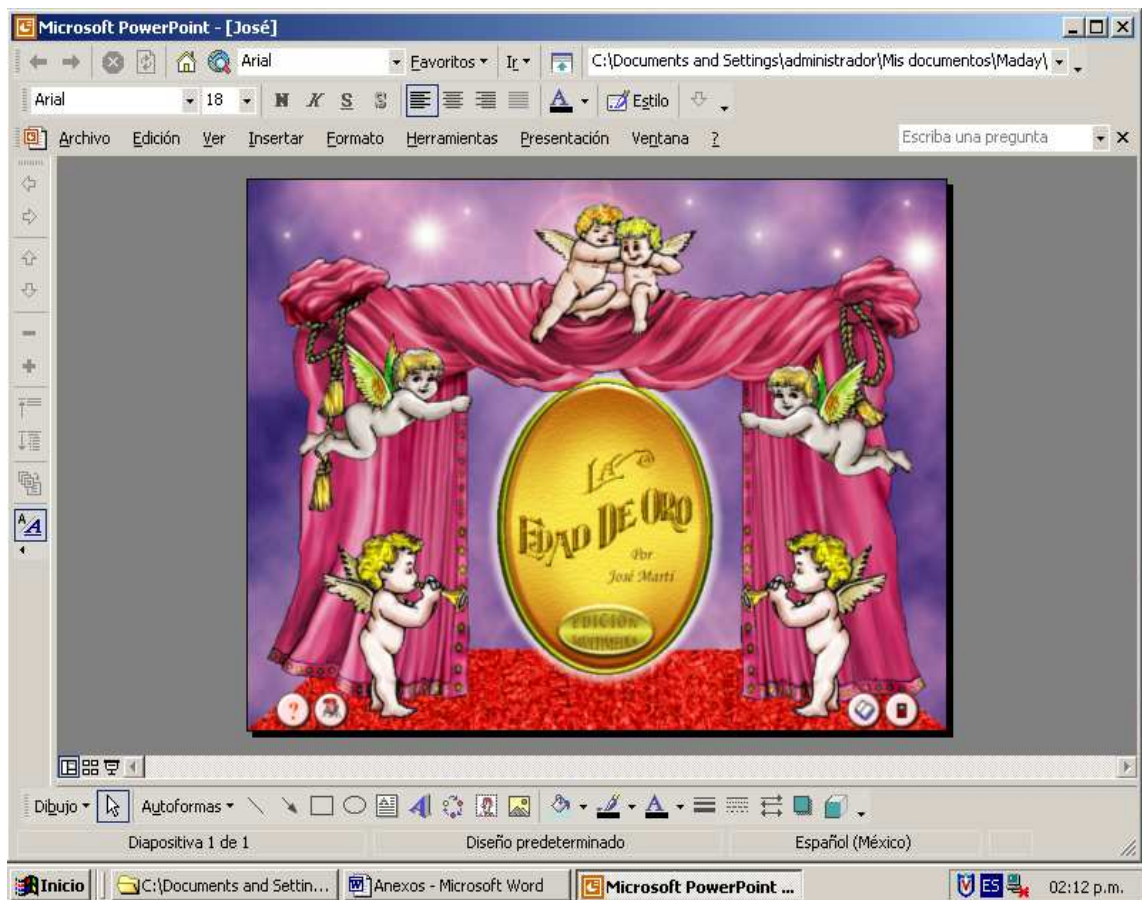 Microsoft PowerPoint - [José]
Arial Favoritos Ir C:\Documents and Settings\administrador\Mis documentos\Maday\
Arial 18 N K S S Estilo
Archivo Edición Ver Insertar Formato Herramientas Presentación Ventana ? Escriba una pregunta
LA
EDAD DE ORO
Por
José Martí
EDICIÓN
MULTIMEDIA
?
A A
Dibujo Autoformas
Diapositiva 1 de 1 Diseño predeterminado Español (México)
Inicio C:\Documents and Settin... Anexos - Microsoft Word Microsoft PowerPoint ... ES 02:12 p.m.